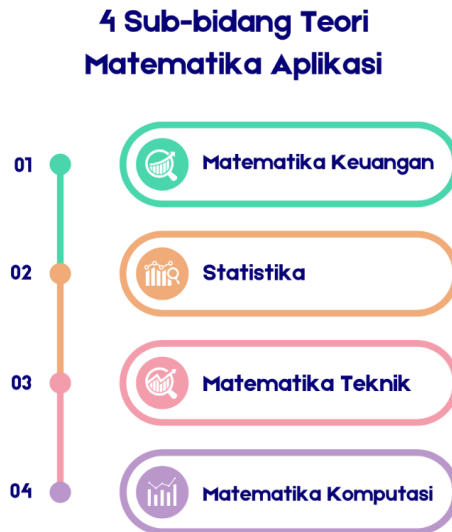 4 Sub-bidang Teori
Matematika Aplikasi
01
Matematika Keuangan
02
Statistika
03
Matematika Teknik
04
Matematika Komputasi